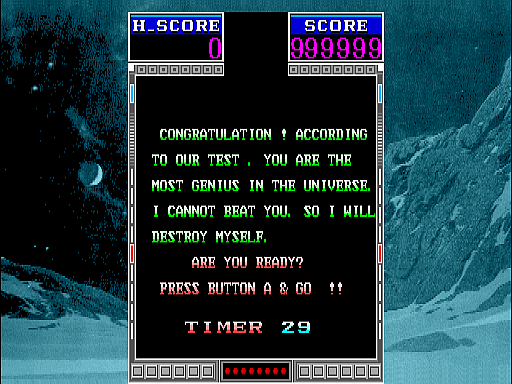 H_SCORE
0
SCORE
999999
CONGRATULATION ! ACCORDING
TO OUR TEST , YOU ARE THE
MOST GENIUS IN THE UNIVERSE.
I CANNOT BEAT YOU. SO I WILL
DESTROY MYSELF.
ARE YOU READY?
PRESS BUTTON A & GO !!
TIMER 29